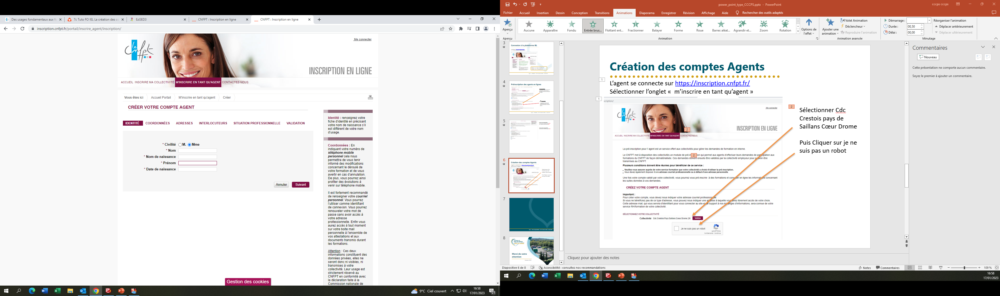 Des usages fondamentaux aux fo
7c Tuto FO IEL La création des co
EzGED3
CNFPT : Inscription en ligne
CNFPT : Inscription en ligne
inscription.cnfpt.fr/portail/inscrire_agent/inscription/
Me connecter
le cnfpt
INSCRIPTION EN LIGNE
ACCUEIL INSCRIRE MA COLLECTIVITÉ M'INSCRIRE EN TANT QU'AGENT CONTACTEZ-NOUS
Vous êtes ici Accueil Portail M'inscrire en tant qu'agent Créer
CRÉER VOTRE COMPTE AGENT
IDENTITÉ COORDONNÉES ADRESSES INTERLOCUTEURS SITUATION PROFESSIONNELLE VALIDATION
* Civilité M. Mme
* Nom
* Nom de naissance
* Prénom
* Date de naissance
Annuler Suivant
Identité : renseignez votre
fiche d'identité en précisant
votre nom de naissance s'il
est différent de votre nom
d'usage.
Coordonnées : En
indiquant votre numéro de
téléphone mobile
personnel cela nous
permettra de vous tenir
informé des modifications
concernant le déroulé de
votre formation et de vous
avertir en cas d'annulation.
De plus, vous pourrez ainsi
profiter des évolutions à
venir sur téléphone mobile.
Il est fortement recommandé
de renseigner votre courriel
personnel. Vous pourrez
l'utiliser comme identifiant
de connexion. Vous pourrez
renouveler votre mot de
passe sans avoir accès à
votre adresse
professionnelle. Enfin vous
aurez accès à tout moment
sur votre boite mail
personnelle à l'ensemble de
vos attestations et aux
documents transmis durant
les formations.
Attention : Ces deux
informations constituent des
données privées, elles ne
seront donc ni visibles, ni
transmises à votre
collectivité. Leur usage est
strictement réservé au
CNFPT en conformité avec
la déclaration faite à la
Commission nationale de
Gestion des cookies
9°C Ciel couvert
16:58
17/01/2023
21
power_point_type_CCCPS.pptx - PowerPoint
cccps cccps
Fichier Accueil Insertion Dessin Conception Transitions Animations Diaporama Enregistrer Révision Affichage Aide Rechercher des outils adaptés
Aperçu
Aperçu
Aucune Apparaître Fondu Entrée brus... Flottant ent... Fractionner Balayer Forme Roue Barres aléat... Agrandir et... Zoom Rotation
Animation
Options de
l'effet
Ajouter une
animation
Volet Animation
Déclencheur
Reproduire l'animation
Animation avancée
Démarrage :
Durée : 00,50
Délai : 00,00
Réorganiser l'animation
Déplacer antérieurement
Déplacer ultérieurement
Minutage
3
Connexion à la plateforme IEL
4
Préinscription des agents en lignes
5
6
Création des comptes Agents
7
8
Merci de votre
attention
Création des comptes Agents
1
L'agent se connecte sur https://inscription.cnfpt.fr/
Sélectionner l'onglet « m'inscrire en tant qu'agent »
1
scription/
Me connecter
le cnfpt
INSCRIPTION EN LIGNE
2
ACCUEIL INSCRIRE MA COLLECTIVITÉ M'INSCRIRE EN TANT QU'AGENT CONTACTEZ-NOUS
La pré-inscription pour l' agent est un service offert aux collectivités pour gérer les demandes de formation en interne.
2
Le CNFPT met à disposition des collectivités un module de pré-in on qui permet aux agents d'effectuer leurs demandes de participation aux
formations du CNFPT de façon dématérialisée. Ces demandes doivent ensuite être validées par la collectivité employeur pour pouvoir être
transmises au CNFPT.
Plusieurs conditions doivent être réunies pour bénéficier de ce service :
Veuillez vous assurer auprès de votre service formation que votre collectivité a choisi d'utiliser la pré-inscription.
Vous devez également disposer d'une adresse courriel professionnelle ou à défaut d'une adresse personnelle.
Une fois votre compte validé par votre collectivité, vous pourrez vous pré-inscrire à des formations et consulter en ligne les informations concernant
les suites données à vos demandes.
CRÉEZ VOTRE COMPTE AGENT
Important :
Pour créer votre compte, vous devez nous indiquer votre adresse courriel professionnelle.
Si vous ne bénéficiez pas de ce type d'adresse, vous pouvez nous indiquer une adresse à laquelle vous avez librement accès de votre choix.
Cette adresse mail, qui vous servira d'identifiant pour vous connecter au site et de support à nos échanges d'informations, sera connue de votre
service RH/formation de votre collectivité.
SÉLECTIONNEZ VOTRE COLLECTIVITÉ
Collectivité Cdc Crestois Pays Saillans Coeur Drome (26 Valider
Je ne suis pas un robot
reCAPTCHA
Confidentialité - Conditions
2
Sélectionner Cdc
Crestois pays de
Saillans Cœur Drome
Puis Cliquer sur je ne
suis pas un robot
Commentaires
Nouveau
Cette présentation ne comporte aucun commentaire.
Soyez le premier à ajouter un commentaire.
Cliquez pour ajouter des notes
Diapositive 6 de 8
Accessibilité : consultez nos recommandations
Notes Commentaires
109 %
16:58
17/01/2023